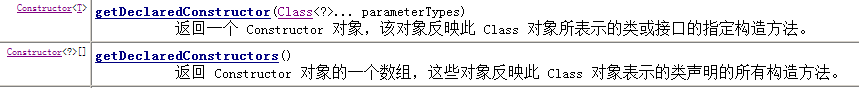 Constructor<T> getDeclaredConstructor(Class<?>... parameterTypes)
返回一个 Constructor 对象，该对象反映此 Class 对象所表示的类或接口的指定构造方法。
Constructor<?>[] getDeclaredConstructors()
返回 Constructor 对象的一个数组，这些对象反映此 Class 对象表示的类声明的所有构造方法。